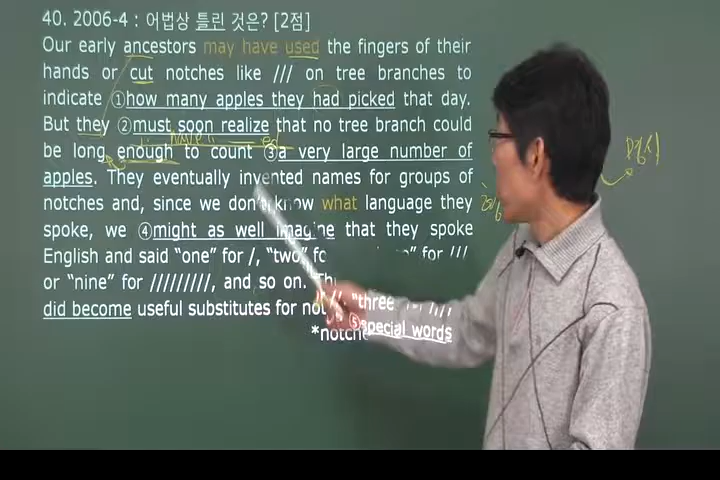 40. 2006-4 : 어법상 틀린 것은? [2점]
Our early ancestors may have used the fingers of their
hands or cut notches like /// on tree branches to
indicate ①how many apples they had picked that day.
But they ②must soon realize that no tree branch could
have ed
be long enough to count ③a very large number of
apples. They eventually invented names for groups of
notches and, since we don't know what language they
spoke, we ④might as well imagine that they spoke
English and said “one” for /, “two” ” for ///
or “nine” for /////////, and so on.
“three
did become useful substitutes for
⑤special words